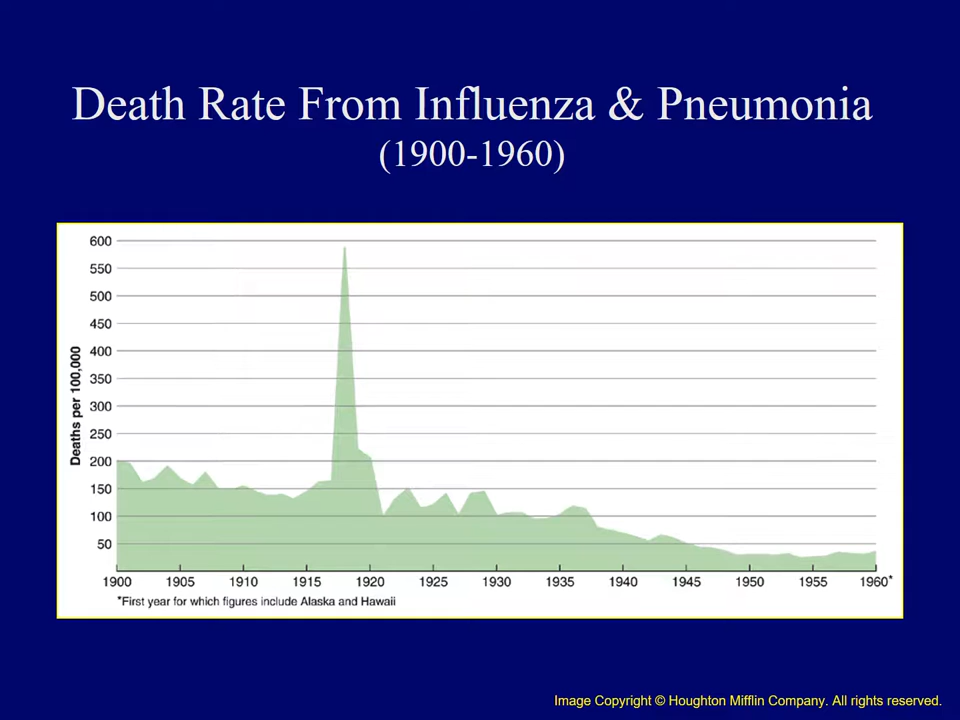 Death Rate From Influenza & Pneumonia
(1900-1960)
600
550
500
450
400
350
300
250
200
150
100
50
Deaths per 100,000
1900 1905 1910 1915 1920 1925 1930 1935 1940 1945 1950 1955 1960*
*First year for which figures include Alaska and Hawaii
Image Copyright © Houghton Mifflin Company. All rights reserved.